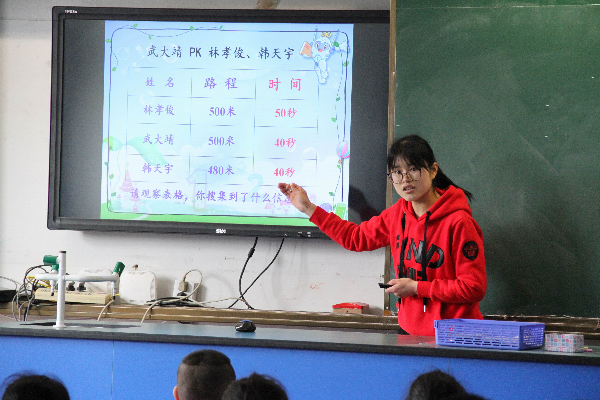 武大靖 PK 林孝俊、韩天宇
姓 名 路 程 时 间
林孝俊 500米 50秒
武大靖 500米 40秒
韩天宇 480米 40秒
请观察表格,你搜集到了什么信